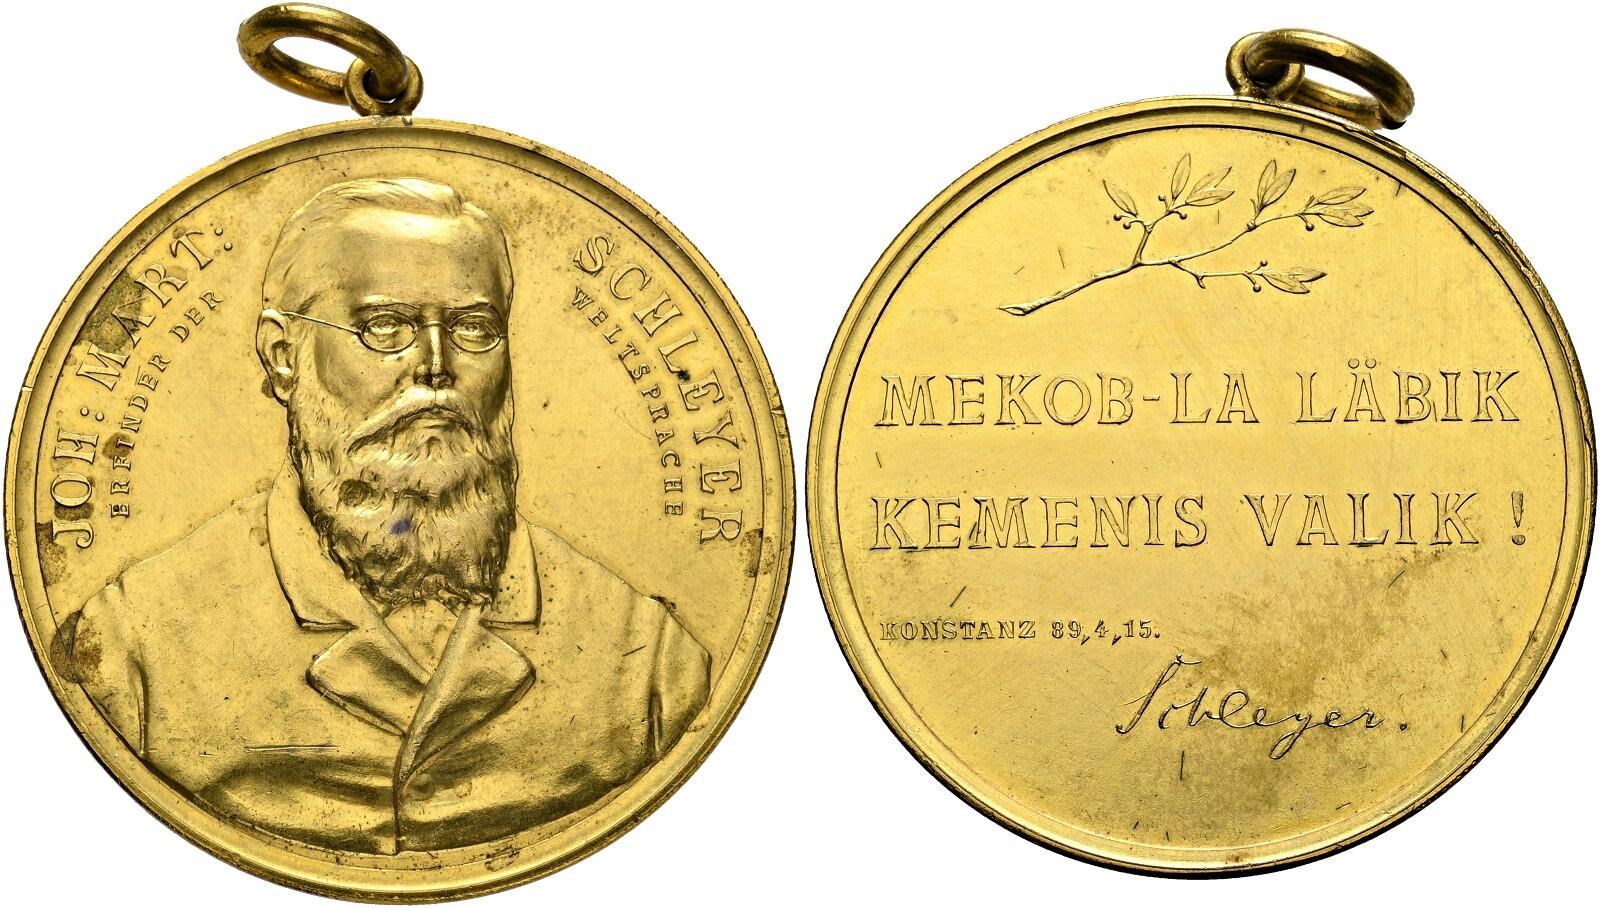 JOH: MART: SCHLEYER
ERFINDER DER WELTSPRACHE
MEKOB-LA LÄBIK
KEMENIS VALIK!
KONSTANZ 89,4,15.
Schleyer.